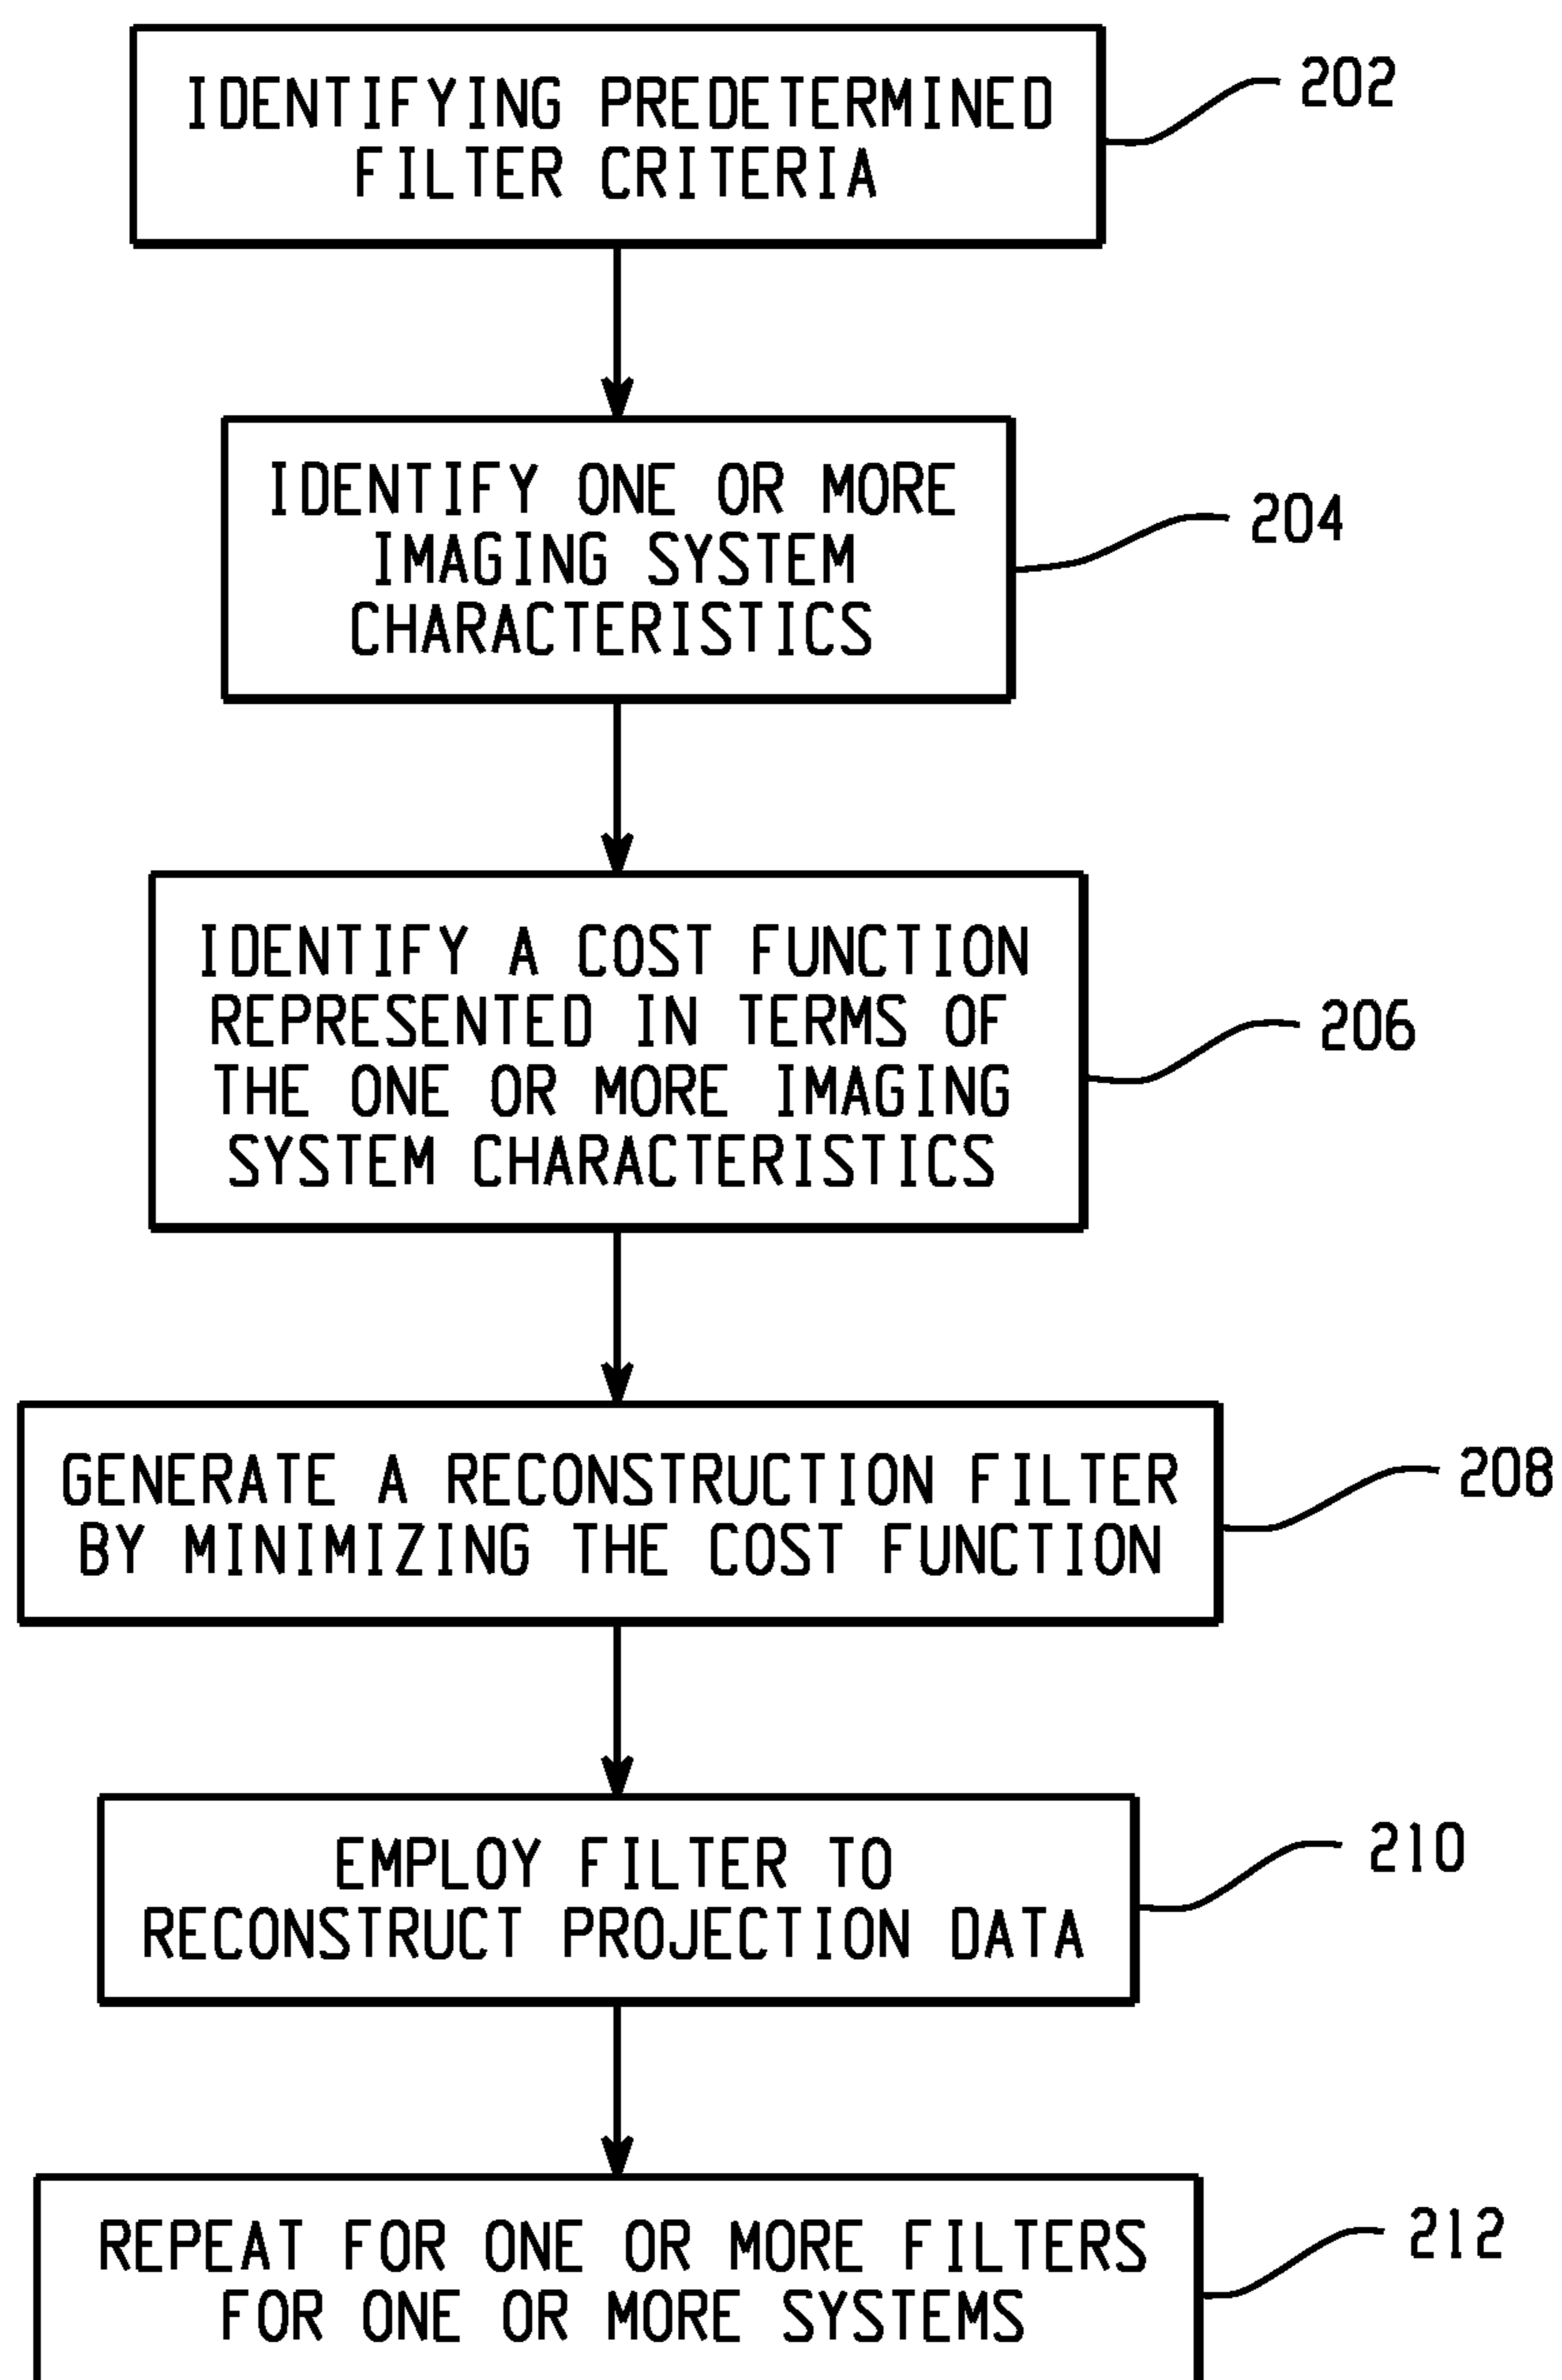 IDENTIFYING PREDETERMINED
FILTER CRITERIA
202
IDENTIFY ONE OR MORE
IMAGING SYSTEM
CHARACTERISTICS
204
IDENTIFY A COST FUNCTION
REPRESENTED IN TERMS OF
THE ONE OR MORE IMAGING
SYSTEM CHARACTERISTICS
206
GENERATE A RECONSTRUCTION FILTER
BY MINIMIZING THE COST FUNCTION
208
EMPLOY FILTER TO
RECONSTRUCT PROJECTION DATA
210
REPEAT FOR ONE OR MORE FILTERS
FOR ONE OR MORE SYSTEMS
212